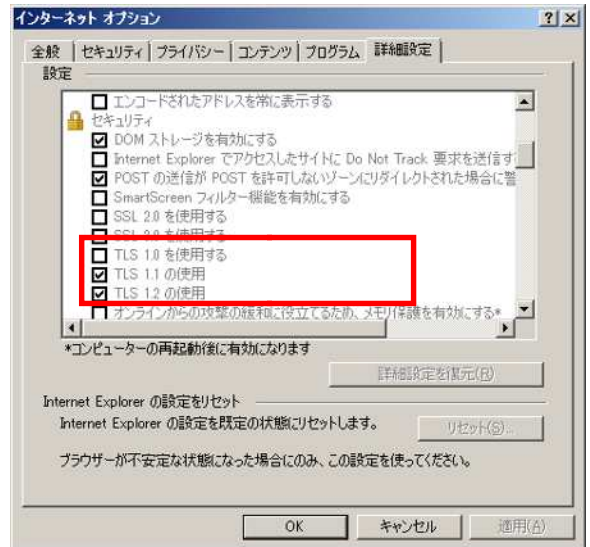 インターネット オプション
全般 セキュリティ プライバシー コンテンツ プログラム 詳細設定
設定
エンコードされたアドレスを常に表示する
セキュリティ
DOM ストレージを有効にする
Internet Explorer でアクセスしたサイトに Do Not Track 要求を送信す
POST の送信が POST を許可しないゾーンにリダイレクトされた場合に警
SmartScreen フィルター機能を有効にする
SSL 2.0 を使用する
SSL 3.0 を使用する
TLS 1.0 を使用する
TLS 1.1 の使用
TLS 1.2 の使用
オンラインからの攻撃の緩和に役立てるため、メモリ保護を有効にする*
*コンピューターの再起動後に有効になります
詳細設定を復元(R)
Internet Explorer の設定をリセット
Internet Explorer の設定を既定の状態にリセットします。
リセット(S)...
ブラウザーが不安定な状態になった場合にのみ、この設定を使ってください。
OK キャンセル 適用(A)